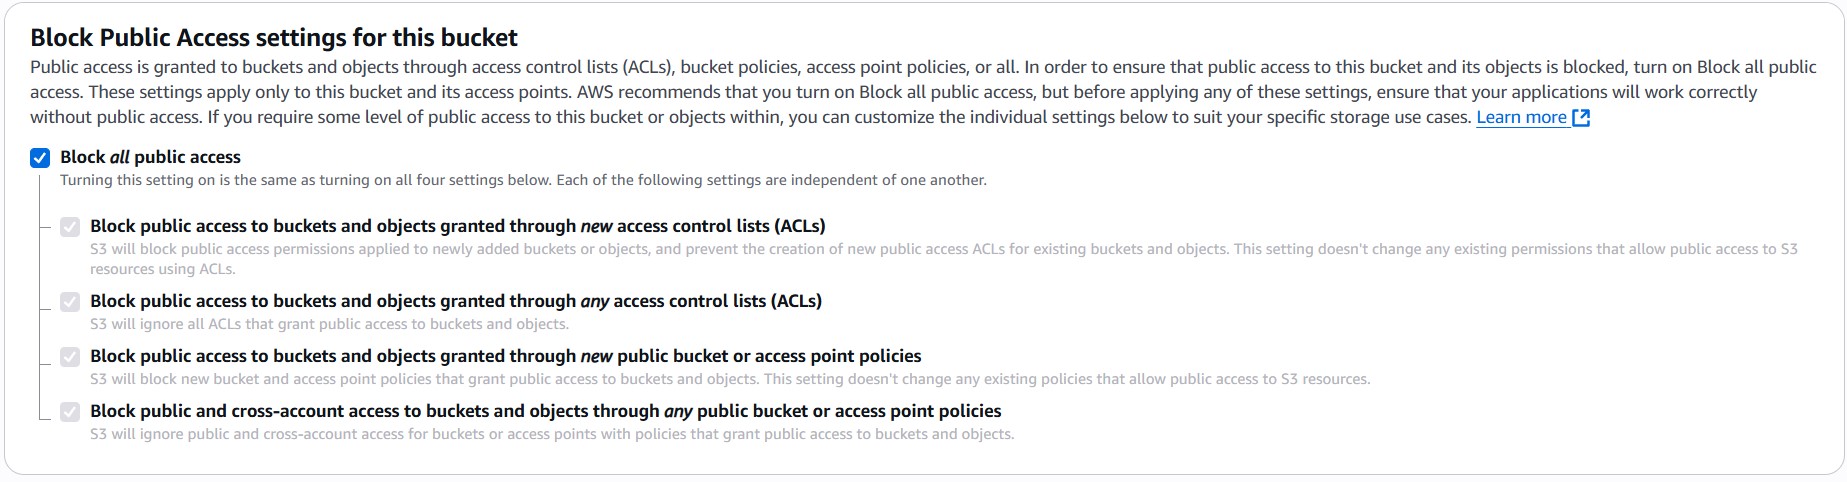 Block Public Access settings for this bucket
Public access is granted to buckets and objects through access control lists (ACLs), bucket policies, access point policies, or all. In order to ensure that public access to this bucket and its objects is blocked, turn on Block all public
access. These settings apply only to this bucket and its access points. AWS recommends that you turn on Block all public access, but before applying any of these settings, ensure that your applications will work correctly
without public access. If you require some level of public access to this bucket or objects within, you can customize the individual settings below to suit your specific storage use cases. Learn more
Block all public access
Turning this setting on is the same as turning on all four settings below. Each of the following settings are independent of one another.
Block public access to buckets and objects granted through new access control lists (ACLs)
S3 will block public access permissions applied to newly added buckets or objects, and prevent the creation of new public access ACLs for existing buckets and objects. This setting doesn't change any existing permissions that allow public access to S3
resources using ACLs.
Block public access to buckets and objects granted through any access control lists (ACLs)
S3 will ignore all ACLs that grant public access to buckets and objects.
Block public access to buckets and objects granted through new public bucket or access point policies
S3 will block new bucket and access point policies that grant public access to buckets and objects. This setting doesn't change any existing policies that allow public access to S3 resources.
Block public and cross-account access to buckets and objects through any public bucket or access point policies
S3 will ignore public and cross-account access for buckets or access points with policies that grant public access to buckets and objects.